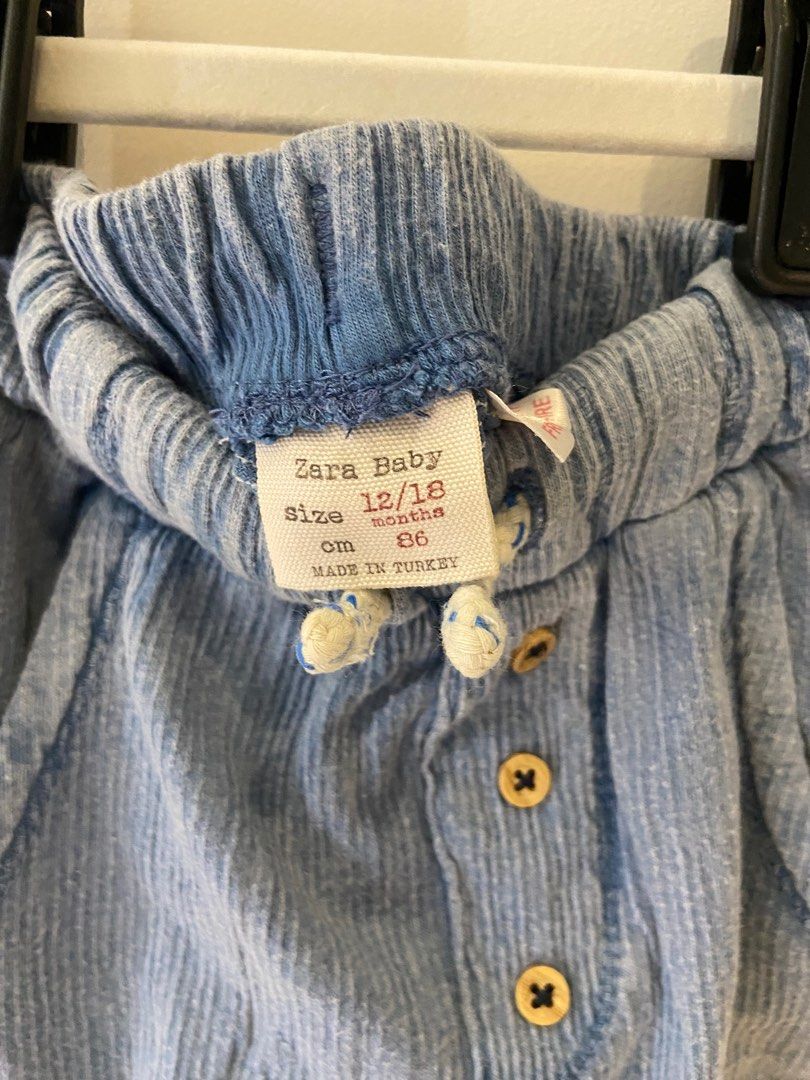 Zara Baby
size 12/18
months
cm 86
MADE IN TURKEY